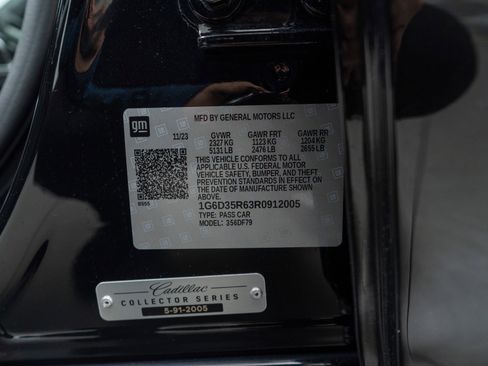 MFD BY GENERAL MOTORS LLC
gm
11/23 GVWR GAWR FRT GAWR RR
2327 KG 1123 KG 1204 KG
5131 LB 2476 LB 2655 LB
THIS VEHICLE CONFORMS TO ALL
APPLICABLE U.S. FEDERAL MOTOR
VEHICLE SAFETY, BUMPER, AND THEFT
PREVENTION STANDARDS IN EFFECT ON
THE DATE OF MANUFACTURE SHOWN
ABOVE.
1G6D35R63R0912005
TYPE: PASS CAR
MODEL: 356DF79
Cadillac
COLLECTOR SERIES
5-91-2005